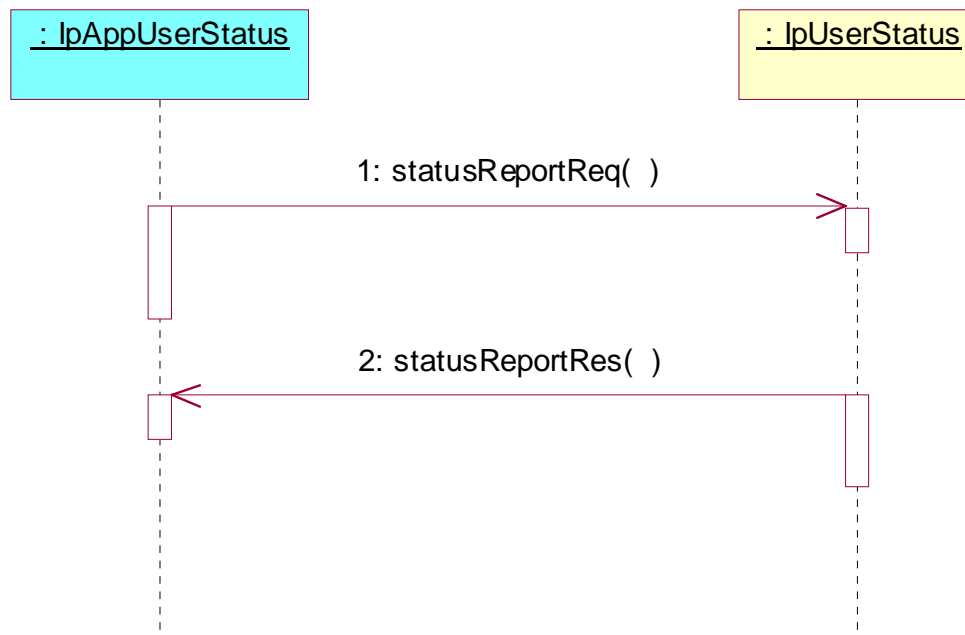 : IpAppUserStatus
: IpUserStatus
1: statusReportReq(  )
2: statusReportRes(  )